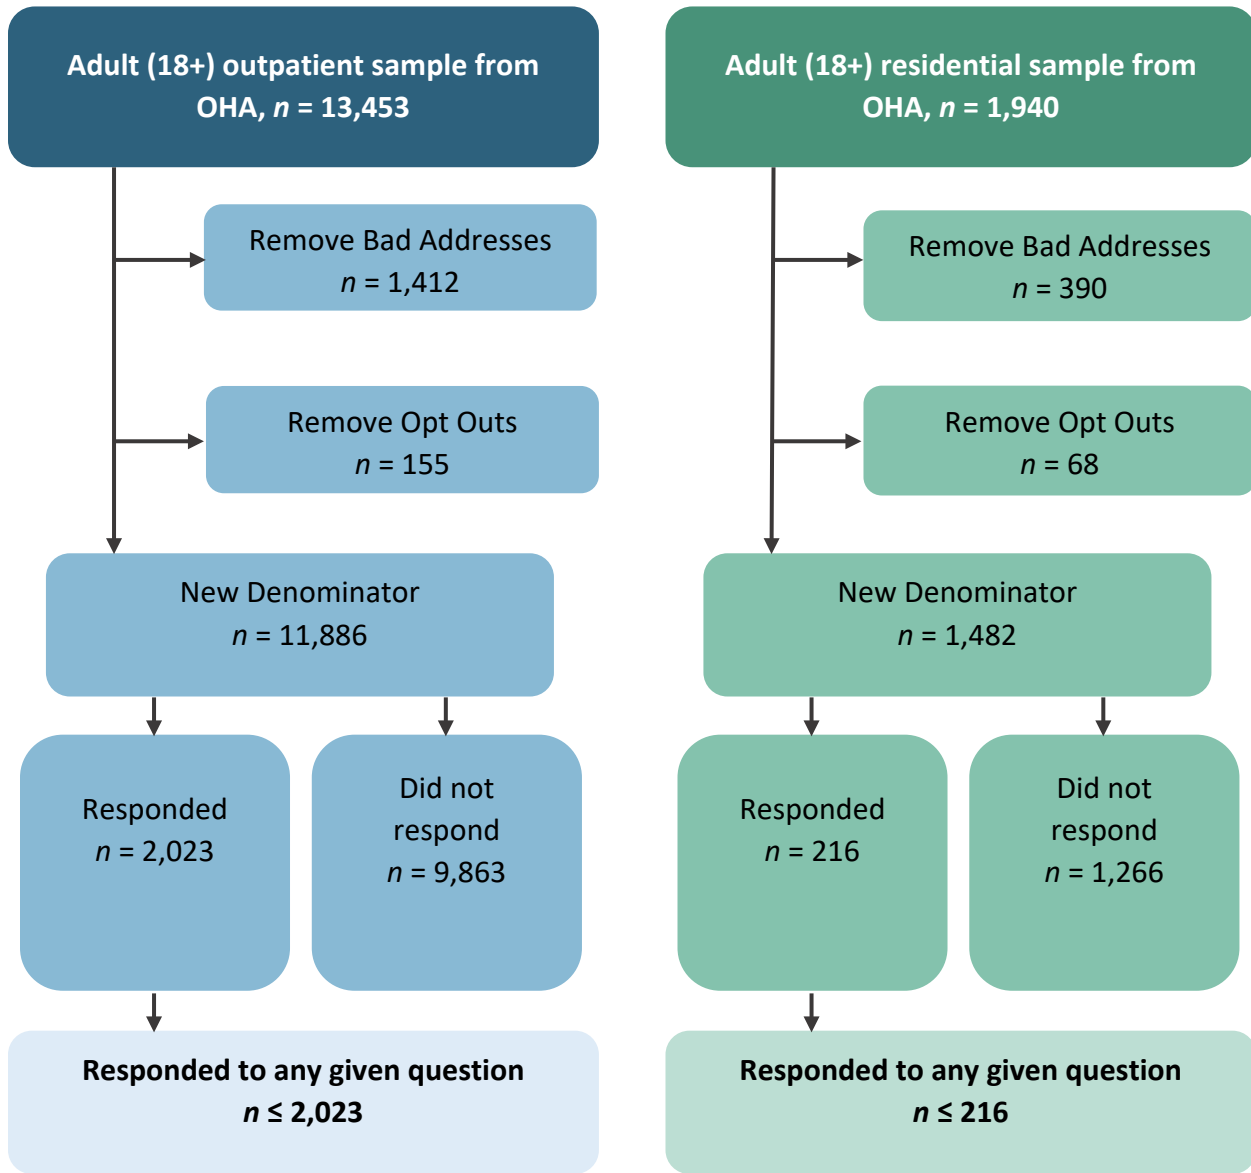 Adult (18+) outpatient sample from
OHA, n = 13,453
Remove Bad Addresses
n = 1,412
Remove Opt Outs
n = 155
New Denominator
n = 11,886
Responded
n = 2,023
Did not
respond
n = 9,863
Responded to any given question
n ≤ 2,023
Adult (18+) residential sample from
OHA, n = 1,940
Remove Bad Addresses
n = 390
Remove Opt Outs
n = 68
New Denominator
n = 1,482
Responded
n = 216
Did not
respond
n = 1,266
Responded to any given question
n ≤ 216